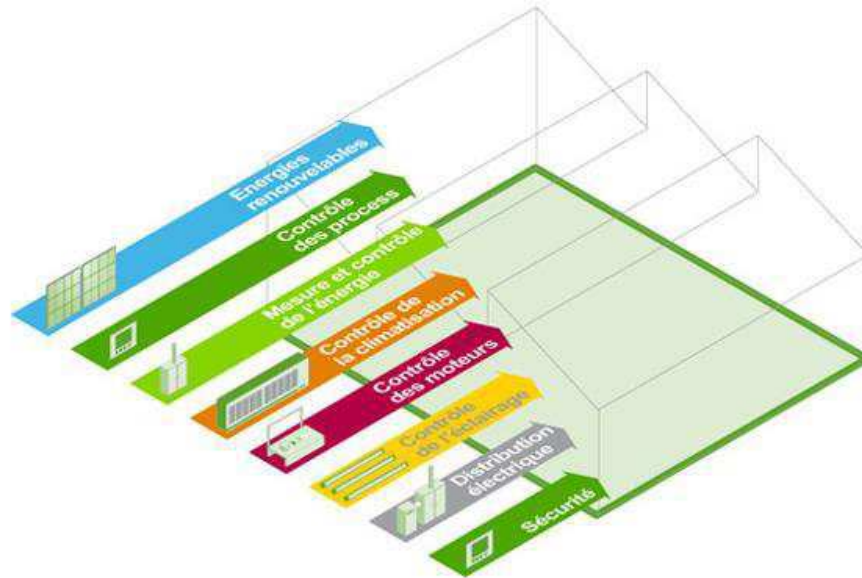 Energies
renouvelables
Contrôle
des process
Mesure et contrôle
de l'énergie
Contrôle de
la climatisation
Contrôle
des moteurs
Contrôle
de l'éclairage
Distribution
électrique
Sécurité